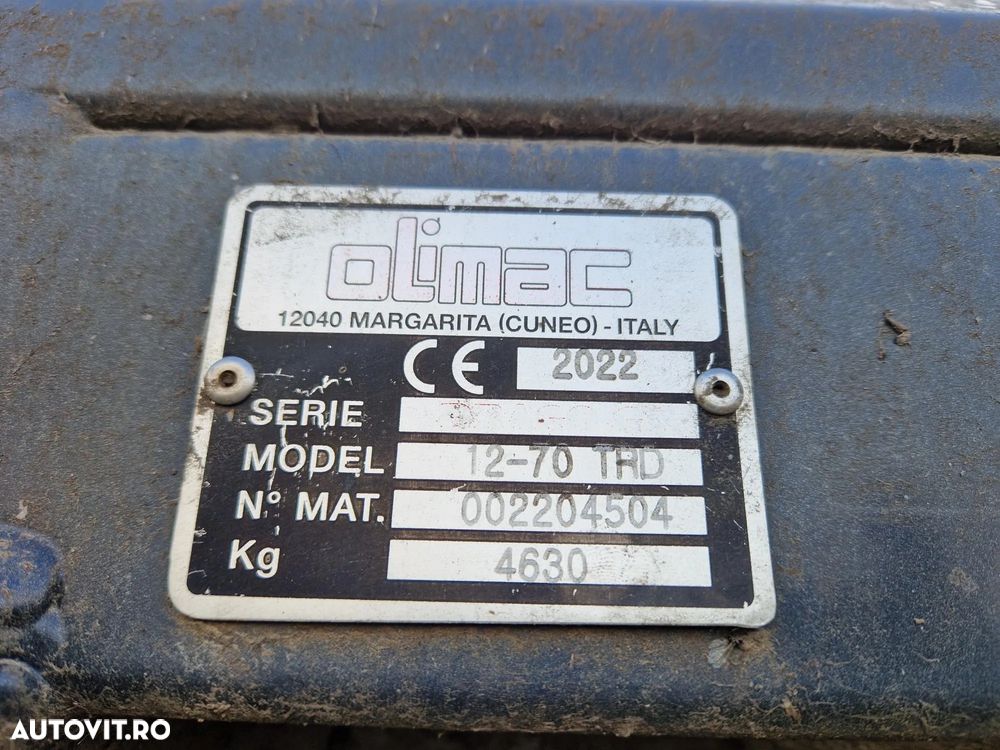 olimac
12040 MARGARITA (CUNEO) - ITALY
CE 2022
SERIE
MODEL 12-70 TRD
N° MAT. 002204504
Kg 4630
AUTOVIT.RO